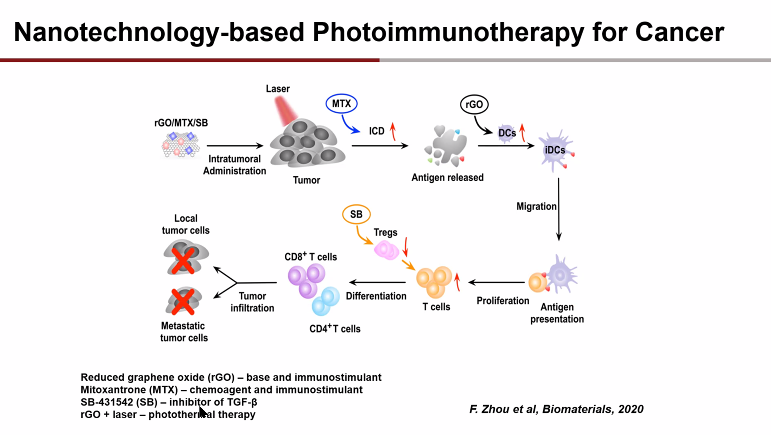 Nanotechnology-based Photoimmunotherapy for Cancer
Laser
rGO/MTX/SB
Intratumoral
Administration
Tumor
MTX
ICD
Antigen released
rGO
DCs
iDCs
Migration
Antigen
presentation
Proliferation
T cells
SB
Tregs
Differentiation
CD8+ T cells
CD4+T cells
Tumor
infiltration
Local
tumor cells
Metastatic
tumor cells
Reduced graphene oxide (rGO) – base and immunostimulant
Mitoxantrone (MTX) – chemoagent and immunostimulant
SB-431542 (SB) – inhibitor of TGF-β
rGO + laser – photothermal therapy
F. Zhou et al, Biomaterials, 2020